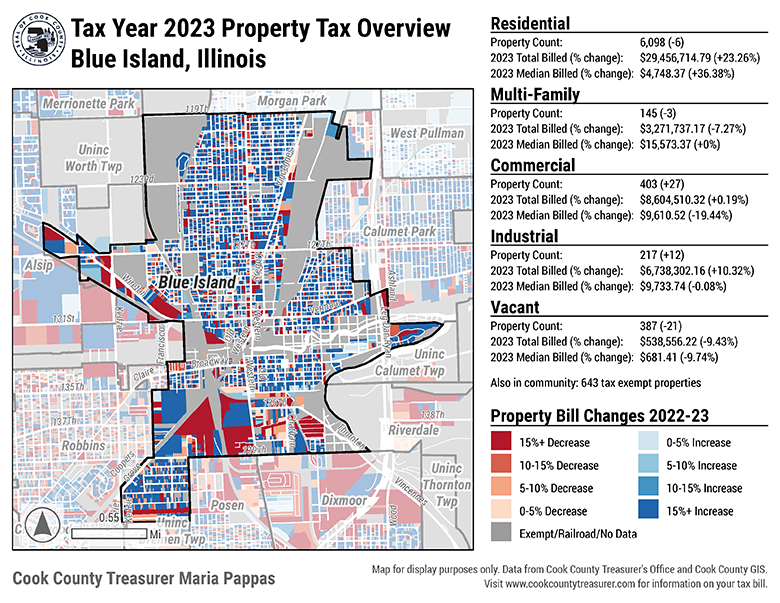 SEAL OF COOK COUNTY
ILLINOIS
Tax Year 2023 Property Tax Overview
Blue Island, Illinois
Merrionette Park
119Th
Morgan Park
West Pullman
Uninc
Worth Twp
123Rd
127Th
127Th
Calumet Park
Alsip
Wireton
Blue Island
Ashland
131St
Kedzie
Francisco
Western
Vermont
Broadway
Claire
Uninc
Calumet Twp
135Th
137Th
139Th
138Th
Thornton
Riverdale
Robbins
Coopers
Grove
Kedzie
Posen
Dixmoor
Vincennes
Wood
Uninc
Thornton
Twp
0.55
Mi
Uninc
Bremen Twp
Residential
Property Count: 6,098 (-6)
2023 Total Billed (% change): $29,456,714.79 (+23.26%)
2023 Median Billed (% change): $4,748.37 (+36.38%)
Multi-Family
Property Count: 145 (-3)
2023 Total Billed (% change): $3,271,737.17 (-7.27%)
2023 Median Billed (% change): $15,573.37 (+0%)
Commercial
Property Count: 403 (+27)
2023 Total Billed (% change): $8,604,510.32 (+0.19%)
2023 Median Billed (% change): $9,610.52 (-19.44%)
Industrial
Property Count: 217 (+12)
2023 Total Billed (% change): $6,738,302.16 (+10.32%)
2023 Median Billed (% change): $9,733.74 (-0.08%)
Vacant
Property Count: 387 (-21)
2023 Total Billed (% change): $538,556.22 (-9.43%)
2023 Median Billed (% change): $681.41 (-9.74%)
Also in community: 643 tax exempt properties
Property Bill Changes 2022-23
15%+ Decrease
10-15% Decrease
5-10% Decrease
0-5% Decrease
Exempt/Railroad/No Data
0-5% Increase
5-10% Increase
10-15% Increase
15%+ Increase
Cook County Treasurer Maria Pappas
Map for display purposes only. Data from Cook County Treasurer's Office and Cook County GIS.
Visit www.cookcountytreasurer.com for information on your tax bill.